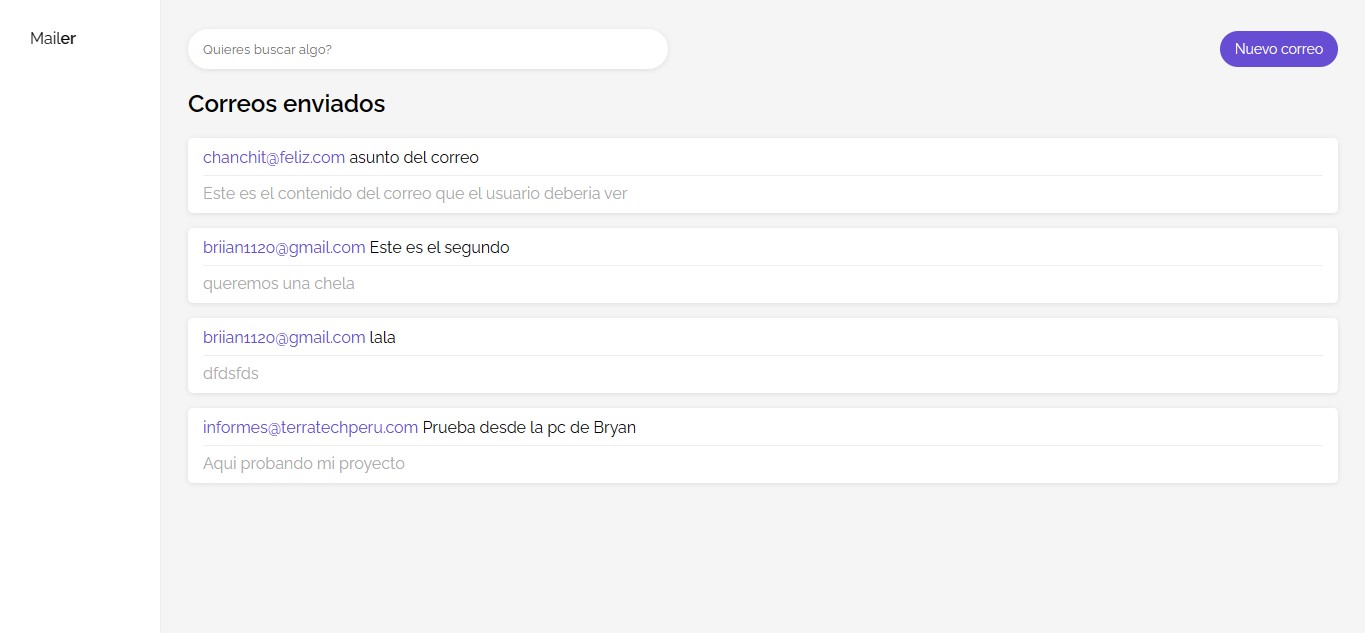 Mailer
Quieres buscar algo?
Nuevo correo
Correos enviados
chanchit@feliz.com asunto del correo
Este es el contenido del correo que el usuario deberia ver
briian1120@gmail.com Este es el segundo
queremos una chela
briian1120@gmail.com lala
dfdsfds
informes@terratechperu.com Prueba desde la pc de Bryan
Aqui probando mi proyecto